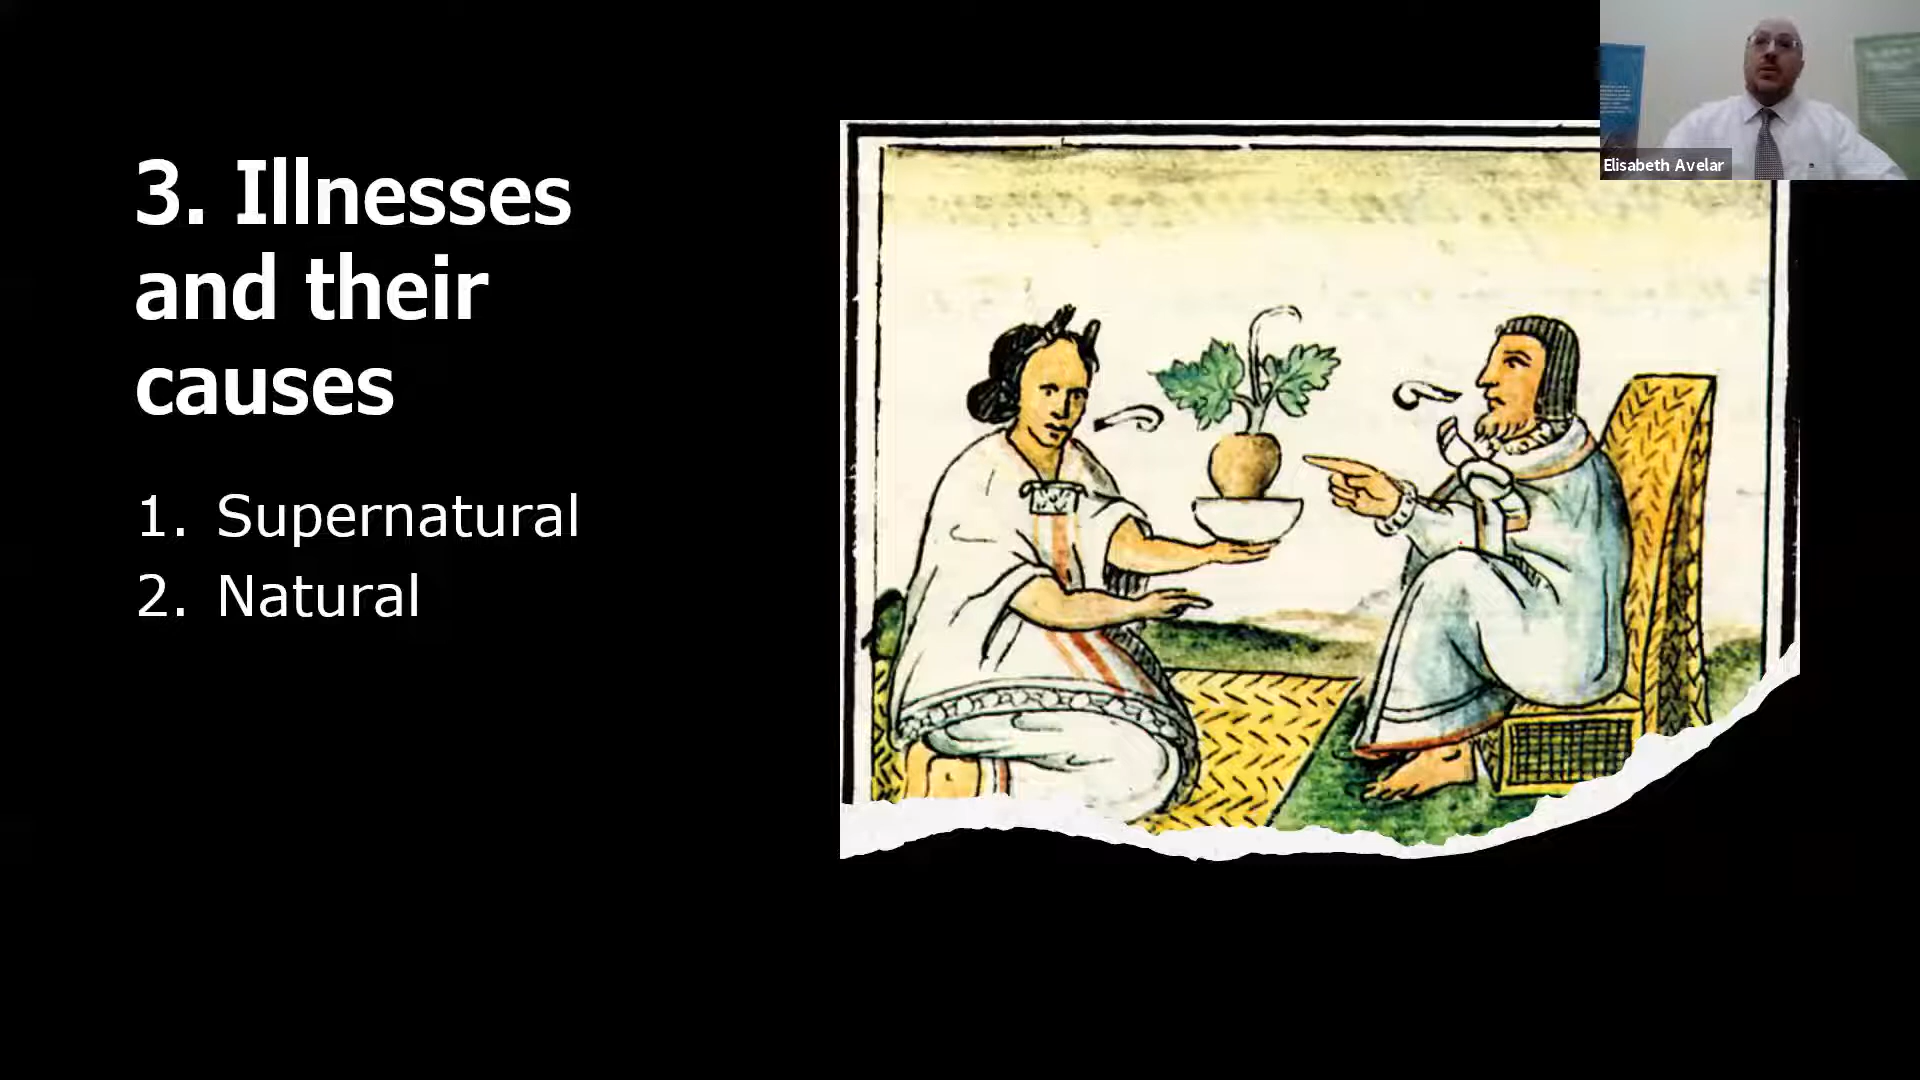 3. Illnesses
and their
causes
1. Supernatural
2. Natural
Elisabeth Avelar